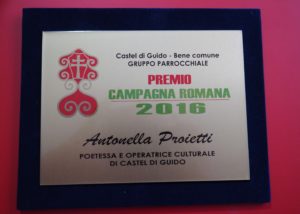 Castel di Guido - Bene comune
GRUPPO PARROCCHIALE
PREMIO
CAMPAGNA ROMANA
2016
Antonella Proietti
POETESSA E OPERATRICE CULTURALE
DI CASTEL DI GUIDO